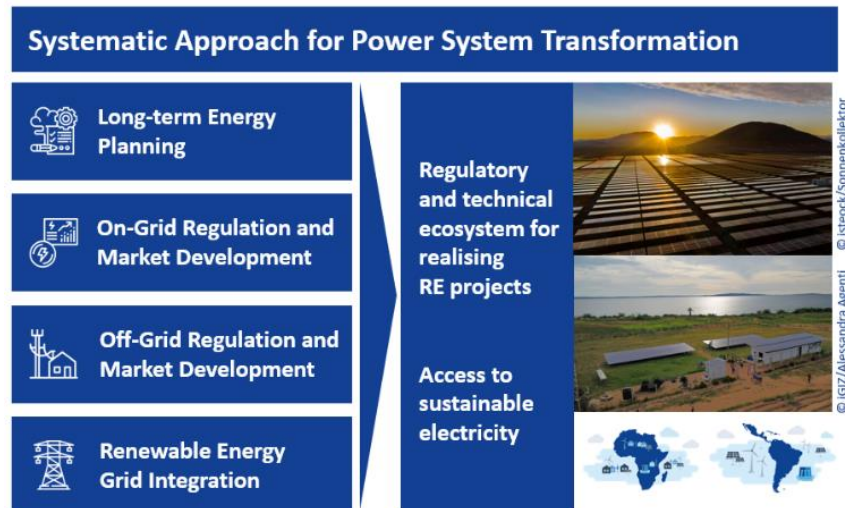 Systematic Approach for Power System Transformation
Long-term Energy
Planning
On-Grid Regulation and
Market Development
Off-Grid Regulation and
Market Development
Renewable Energy
Grid Integration
Regulatory
and technical
ecosystem for
realising
RE projects
Access to
sustainable
electricity
© istock/Sonnenkollektor
© iGIZ/Alessandra Agenti